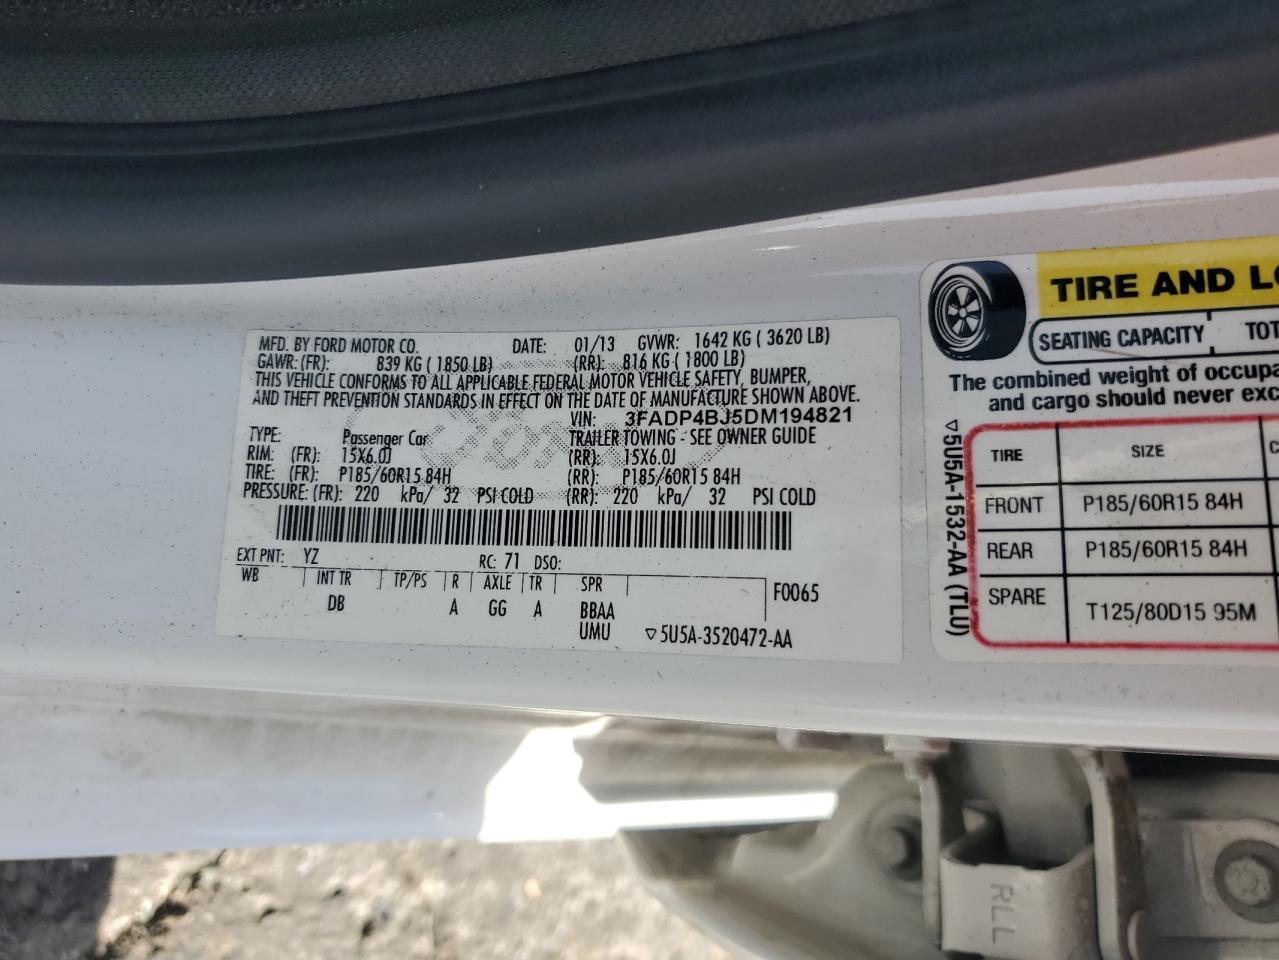 MFD. BY FORD MOTOR CO. DATE: 01/13 GVWR: 1642 KG ( 3620 LB)
GAWR: (FR): 839 KG ( 1850 LB) (RR): 816 KG ( 1800 LB)
THIS VEHICLE CONFORMS TO ALL APPLICABLE FEDERAL MOTOR VEHICLE SAFETY, BUMPER,
AND THEFT PREVENTION STANDARDS IN EFFECT ON THE DATE OF MANUFACTURE SHOWN ABOVE.
VIN: 3FADP4BJ5DM194821
TYPE: Passenger Car TRAILER TOWING - SEE OWNER GUIDE
RIM: (FR): 15X6.0J (RR): 15X6.0J
TIRE: (FR): P185/60R15 84H (RR): P185/60R15 84H
PRESSURE: (FR): 220 kPa/ 32 PSI COLD (RR): 220 kPa/ 32 PSI COLD
EXT PNT: YZ RC: 71 DSO:
WB INT TR TP/PS R AXLE TR SPR F0065
DB A GG A BBAA
UMU ▽5U5A-3520472-AA
TIRE AND LO
SEATING CAPACITY TOT
The combined weight of occupa
and cargo should never exc
▽5U5A-1532-AA (TLU)
TIRE SIZE C
FRONT P185/60R15 84H
REAR P185/60R15 84H
SPARE T125/80D15 95M
RLL